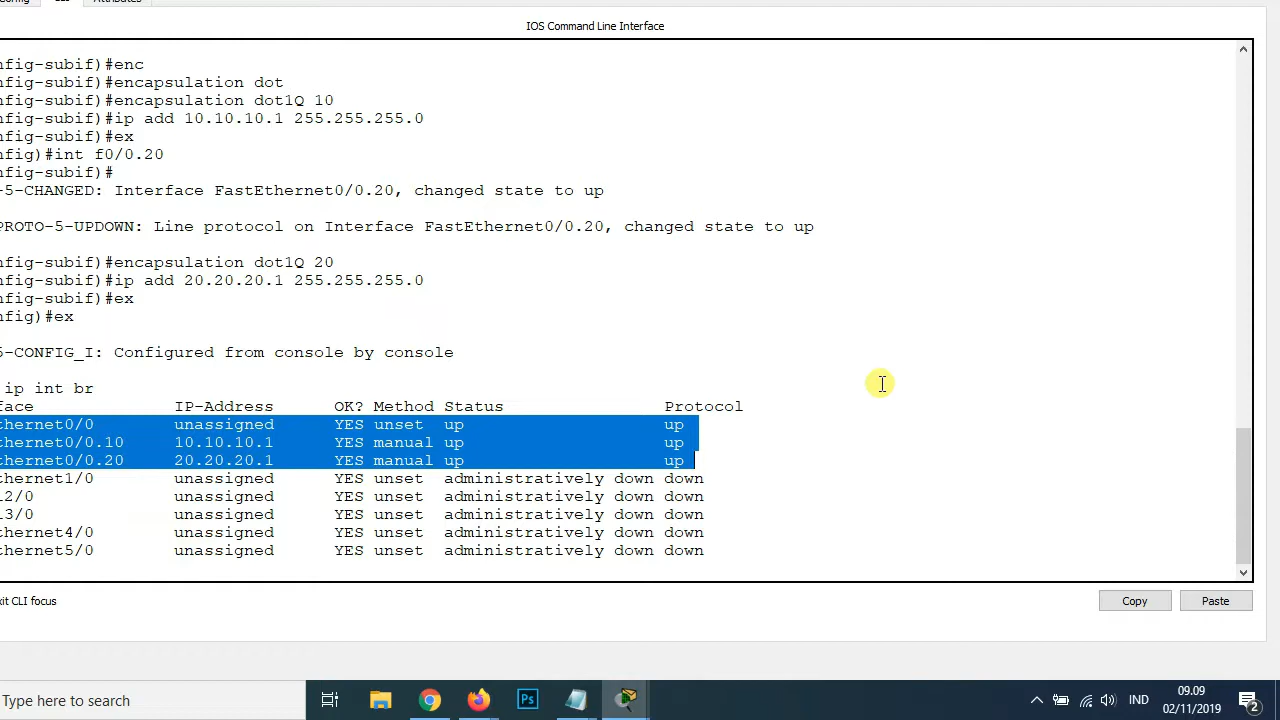 IOS Command Line Interface
nfig-subif)#enc
nfig-subif)#encapsulation dot
nfig-subif)#encapsulation dot1Q 10
nfig-subif)#ip add 10.10.10.1 255.255.255.0
nfig-subif)#ex
nfig)#int f0/0.20
nfig-subif)#
-5-CHANGED: Interface FastEthernet0/0.20, changed state to up
PROTO-5-UPDOWN: Line protocol on Interface FastEthernet0/0.20, changed state to up
nfig-subif)#encapsulation dot1Q 20
nfig-subif)#ip add 20.20.20.1 255.255.255.0
nfig-subif)#ex
nfig)#ex
5-CONFIG_I: Configured from console by console
ip int br
face IP-Address OK? Method Status Protocol
thernet0/0 unassigned YES unset up up
thernet0/0.10 10.10.10.1 YES manual up up
thernet0/0.20 20.20.20.1 YES manual up up
thernet1/0 unassigned YES unset administratively down down
l2/0 unassigned YES unset administratively down down
l3/0 unassigned YES unset administratively down down
thernet4/0 unassigned YES unset administratively down down
thernet5/0 unassigned YES unset administratively down down
xit CLI focus
Copy Paste
Type here to search
Ps
IND
09.09
02/11/2019
2